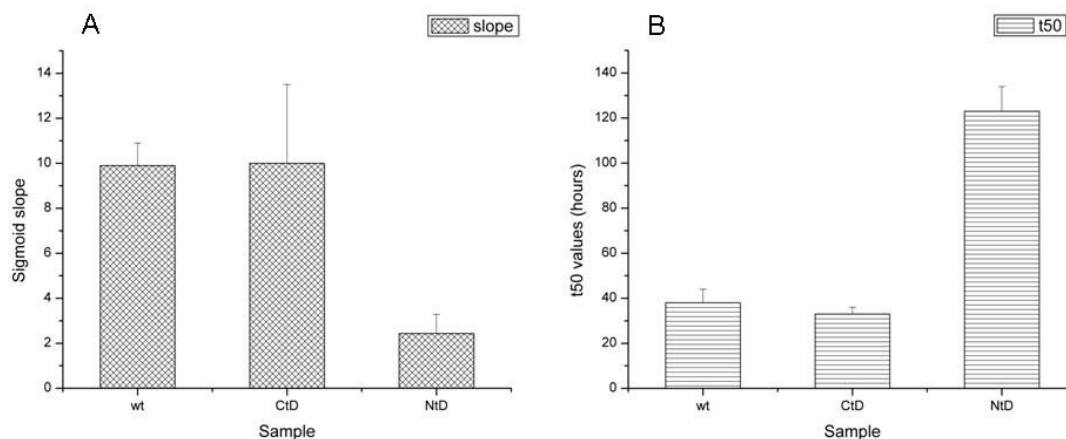 A
slope
14
12
10
8
6
4
2
0
Sigmoid slope
wt
CtD
NtD
Sample
B
t50
140
120
100
80
60
40
20
0
t50 values (hours)
wt
CtD
NtD
Sample